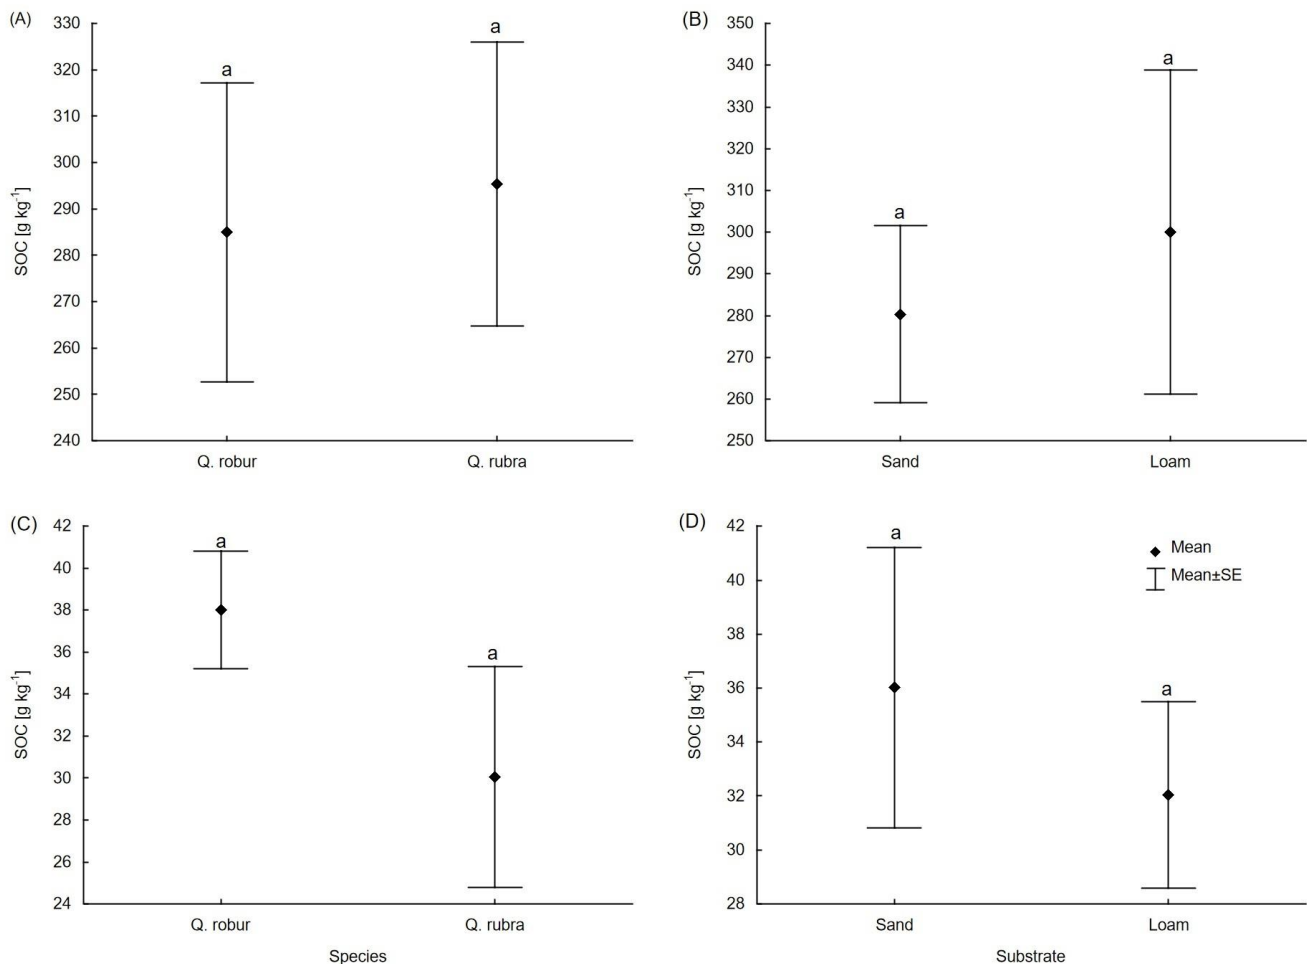 (A)
330
320
310
300
290
280
270
260
250
240
SOC [g kg-1]
a
a
Q. robur
Q. rubra
(B)
350
340
330
320
310
300
290
280
270
260
250
SOC [g kg-1]
a
a
Sand
Loam
(C)
42
40
38
36
34
32
30
28
26
24
SOC [g kg-1]
a
a
Q. robur
Q. rubra
Species
(D)
42
40
38
36
34
32
30
28
SOC [g kg-1]
a
a
Mean
Mean±SE
Sand
Loam
Substrate